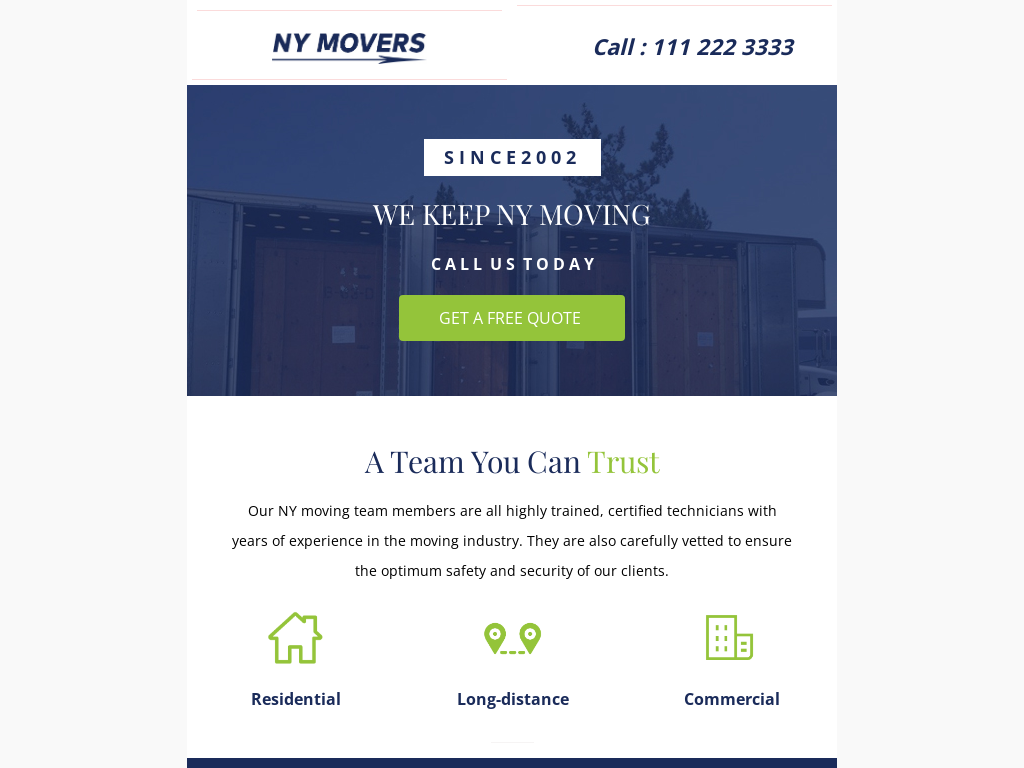 NY MOVERS
Call : 111 222 3333
SINCE2002
WE KEEP NY MOVING
CALL US TODAY
GET A FREE QUOTE
A Team You Can Trust
Our NY moving team members are all highly trained, certified technicians with
years of experience in the moving industry. They are also carefully vetted to ensure
the optimum safety and security of our clients.
Residential
Long-distance
Commercial